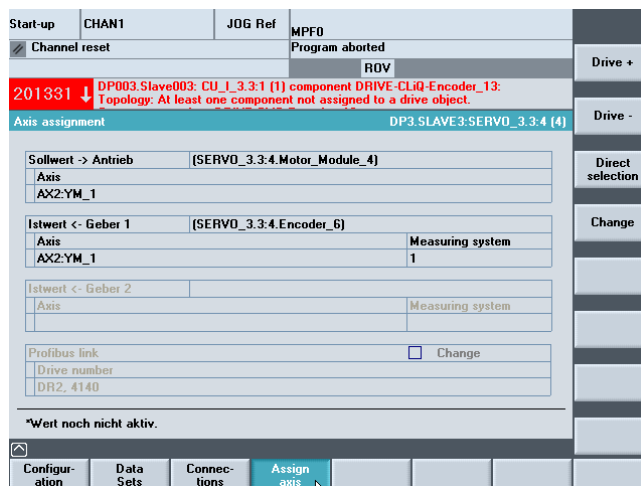 Start-up CHAN1 JOG Ref MPF0
Channel reset Program aborted
ROV
201331 DP003.Slave003: CU_I_3.3:1 (1) component DRIVE-CLiQ-Encoder_13:
Topology: At least one component not assigned to a drive object.
Axis assignment DP3.SLAVE3:SERVO_3.3:4 (4)
Sollwert -> Antrieb (SERVO_3.3:4.Motor_Module_4)
Axis
AX2:YM_1
Istwert <- Geber 1 (SERVO_3.3:4.Encoder_6)
Axis Measuring system
AX2:YM_1 1
Istwert <- Geber 2
Axis Measuring system
Profibus link Change
Drive number
DR2, 4140
*Wert noch nicht aktiv.
Drive +
Drive -
Direct
selection
Change
Configur-
ation
Data
Sets
Connec-
tions
Assign
axis